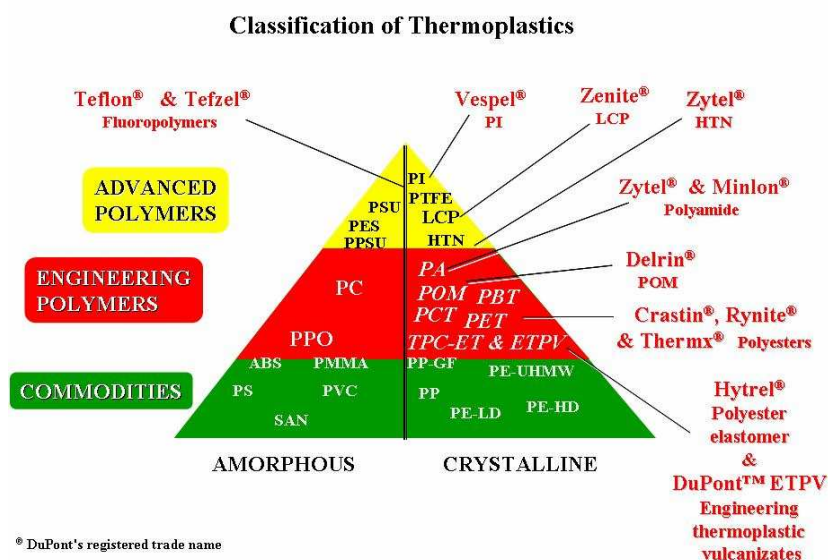 Classification of Thermoplastics
Teflon® & Tefzel®
Fluoropolymers
Vespel®
PI
Zenite®
LCP
Zytel®
HTN
ADVANCED
POLYMERS
PI
PTFE
PSU
LCP
PES
PPSU
HTN
Zytel® & Minlon®
Polyamide
ENGINEERING
POLYMERS
PC
PPO
PA
POM
PBT
PCT
PET
TPC-ET & ETPV
Delrin®
POM
Crastin®, Rynite®
& Thermx® Polyesters
COMMODITIES
ABS
PMMA
PS
PVC
SAN
PP-GF
PE-UHMW
PP
PE-LD
PE-HD
Hytrel®
Polyester
elastomer
&
DuPont™ ETPV
Engineering
thermoplastic
vulcanizates
AMORPHOUS
CRYSTALLINE
® DuPont's registered trade name